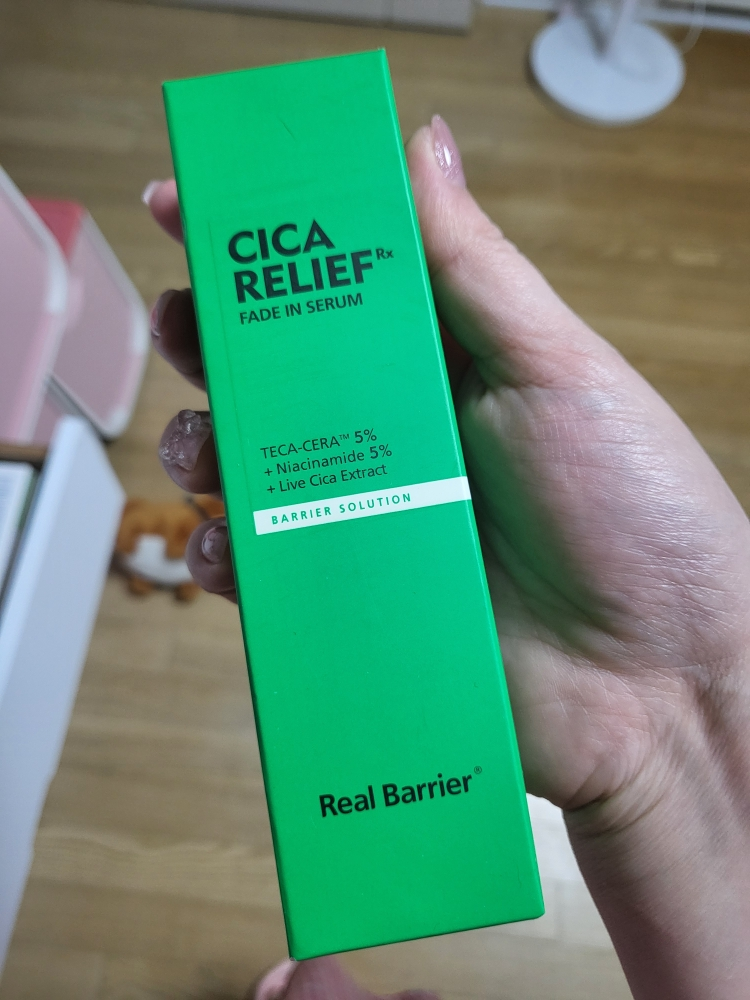 CICA
RELIEF Rx
FADE IN SERUM
TECA-CERA™ 5%
+ Niacinamide 5%
+ Live Cica Extract
BARRIER SOLUTION
Real Barrier®